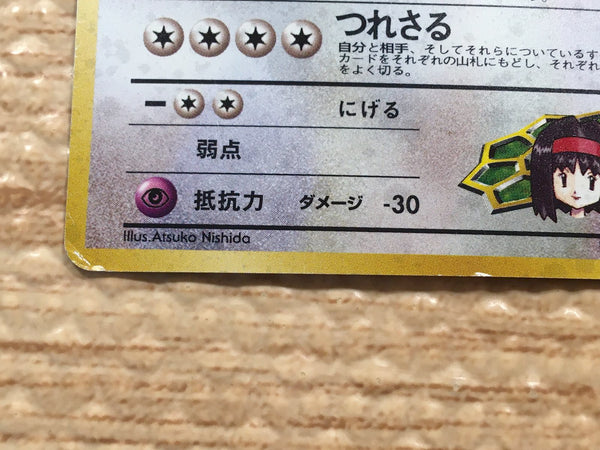 つれさる
自分と相手、そしてそれらについているす
カードをそれぞれの山札にもどし、それぞれ
をよく切る。
− にげる
弱点
抵抗力 ダメージ -30
Illus.Atsuko Nishida